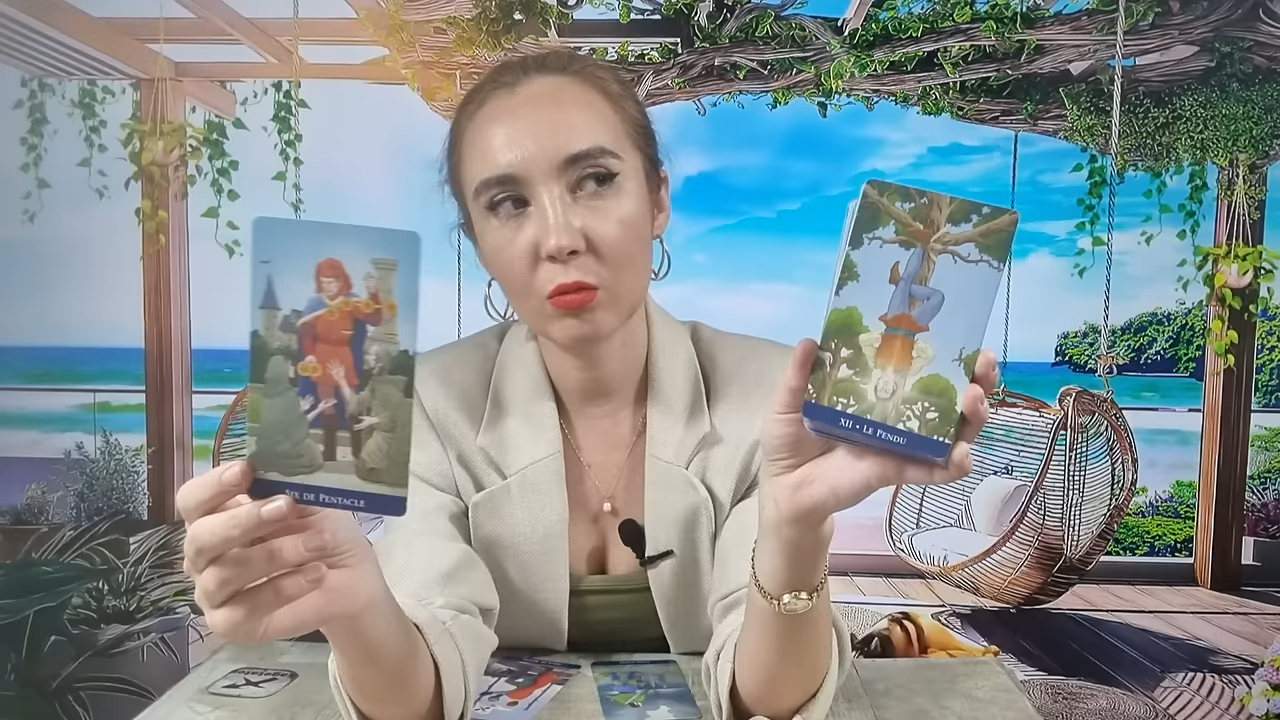 SIX DE PENTACLE
XII • LE PENDU